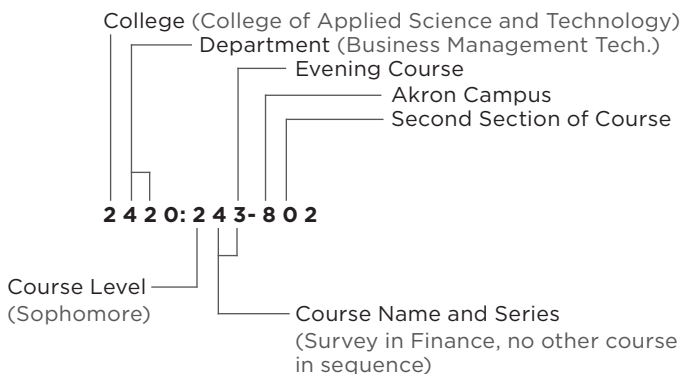 College (College of Applied Science and Technology)
Department (Business Management Tech.)
Evening Course
Akron Campus
Second Section of Course
2420:243-802
Course Level
(Sophomore)
Course Name and Series
(Survey in Finance, no other course
in sequence)